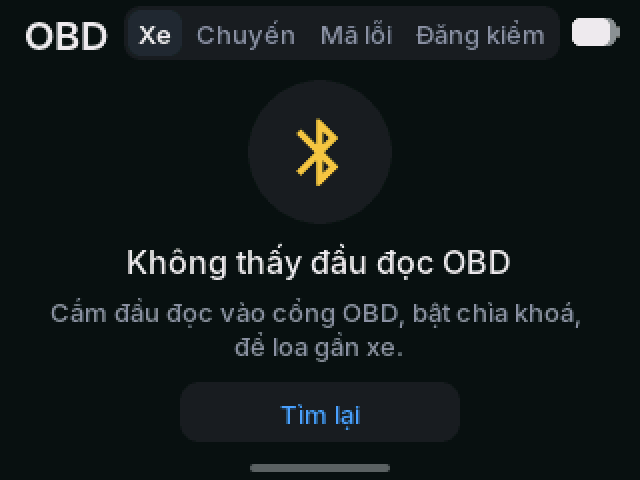 OBD
Xe
Chuyến
Mã lỗi
Đăng kiểm
Không thấy đầu đọc OBD
Cắm đầu đọc vào cổng OBD, bật chìa khoá,
để loa gần xe.
Tìm lại